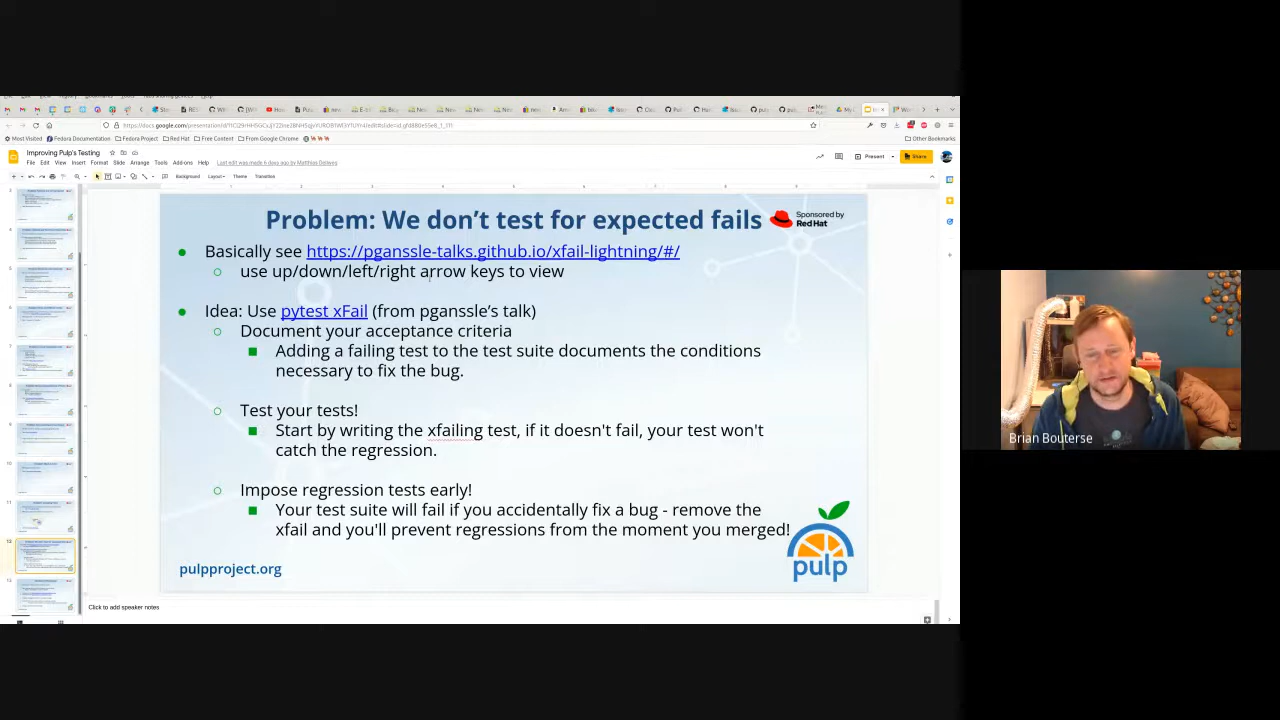 Most Visited
Fedora Documentation
Fedora Project
Red Hat
Free Content
From Google Chrome
Other Bookmarks
Improving Pulp's Testing
File Edit View Insert Format Slide Arrange Tools Add-ons Help
Present
Share
Background Layout Theme Transition
Problem: We don't test for expected fails
Sponsored by
Red Hat
Basically see https://pganssle-talks.github.io/xfail-lightning/#/
use up/down/left/right arrow keys to view
Idea: Use pytest xFail (from pganssle's talk)
Document your acceptance criteria
Adding a failing test to your test suite documents the conditions
necessary to fix the bug.
Test your tests!
Start by writing the xfailing test, if it doesn't fail, your test won't
catch the regression.
Impose regression tests early!
Your test suite will fail if you accidentally fix a bug - remove the
xfail and you'll prevent regression from the moment you started!
pulpproject.org
pulp
Click to add speaker notes
Brian Bouterse
10
11
12
13